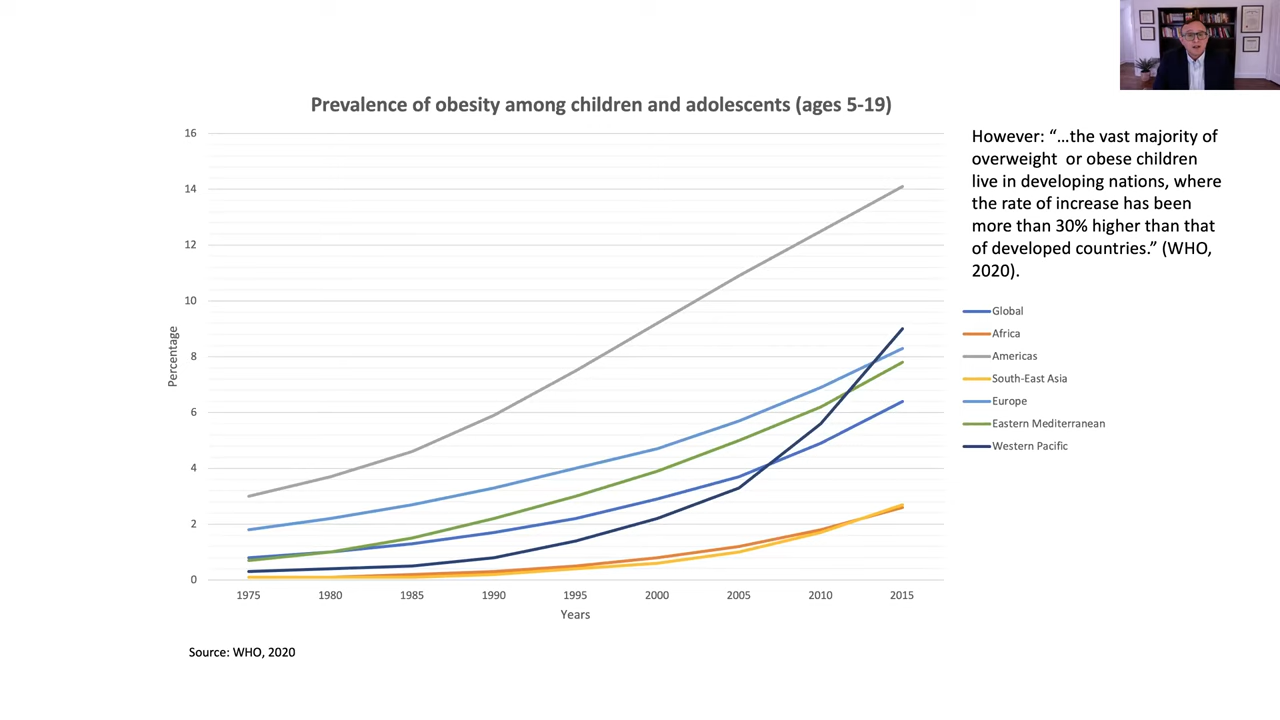 Prevalence of obesity among children and adolescents (ages 5-19)
16
14
12
10
8
6
4
2
0
Percentage
1975 1980 1985 1990 1995 2000 2005 2010 2015
Years
However: “…the vast majority of
overweight or obese children
live in developing nations, where
the rate of increase has been
more than 30% higher than that
of developed countries.” (WHO,
2020).
Global
Africa
Americas
South-East Asia
Europe
Eastern Mediterranean
Western Pacific
Source: WHO, 2020